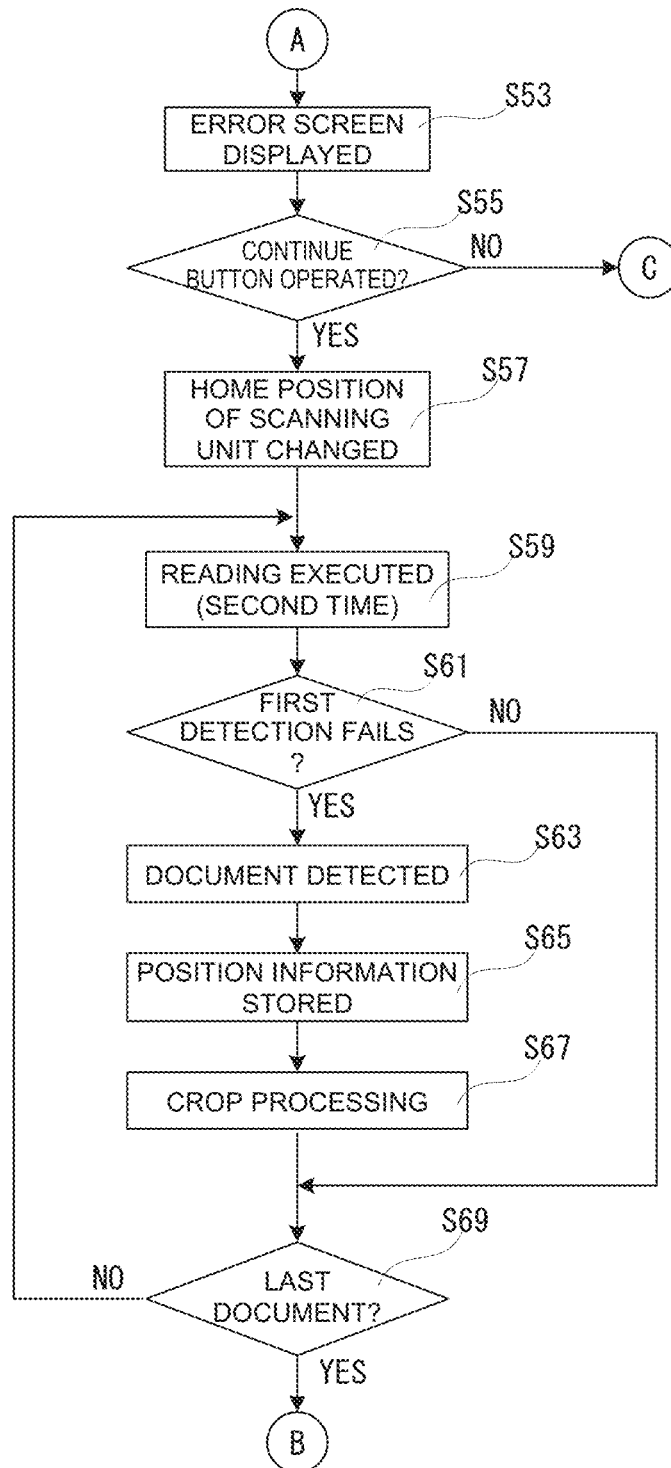 A
S53
ERROR SCREEN
DISPLAYED
S55
CONTINUE
BUTTON OPERATED?
NO
C
YES
S57
HOME POSITION
OF SCANNING
UNIT CHANGED
S59
READING EXECUTED
(SECOND TIME)
S61
FIRST
DETECTION FAILS
?
NO
YES
S63
DOCUMENT DETECTED
S65
POSITION INFORMATION
STORED
S67
CROP PROCESSING
S69
NO
LAST
DOCUMENT?
YES
B